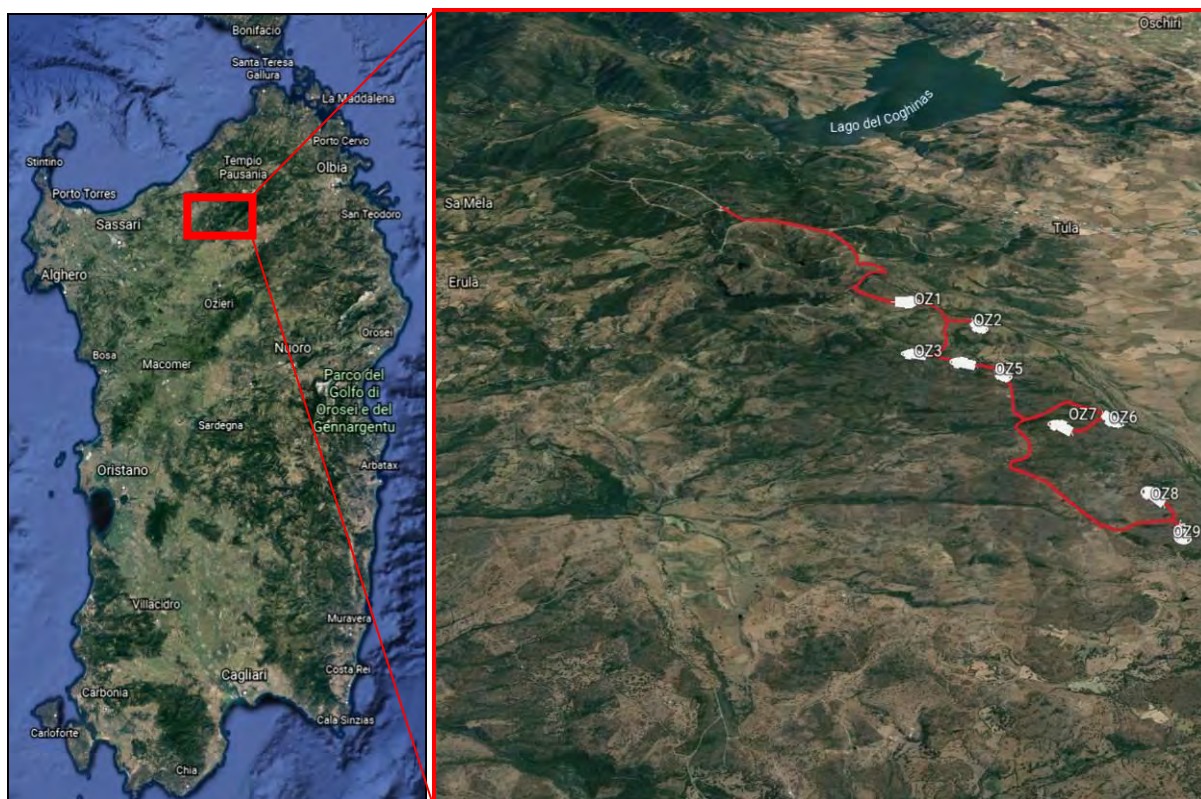 Bonifacio
Santa Teresa
Gallura
La Maddalena
Porto Cervo
Stintino
Tempio
Pausania
Olbia
Porto Torres
San Teodoro
Sassari
Alghero
Ozieri
Orosei
Bosa
Nuoro
Macomer
Parco del
Golfo di
Orosei e del
Gennargentu
Sardegna
Arbatax
Oristano
Villacidro
Muravera
Costa Rei
Cagliari
Carbonia
Cala Sinzias
Carloforte
Chia
Oschiri
Lago del Coghinas
Sa Mela
Tula
Erula
OZ1
OZ2
OZ3
OZ5
OZ7
OZ6
OZ8
OZ9